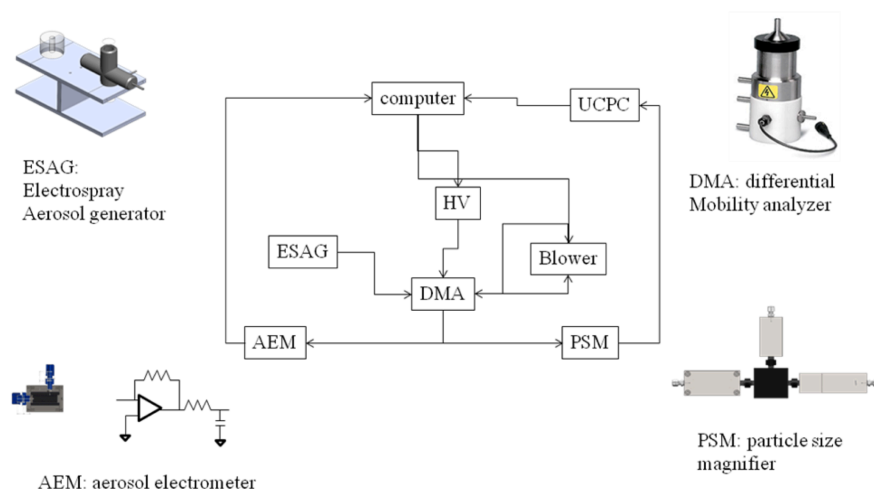 computer
UCPC
ESAG:
Electrospray
Aerosol generator
DMA: differential
Mobility analyzer
HV
ESAG
Blower
DMA
AEM
PSM
PSM: particle size
magnifier
AEM: aerosol electrometer